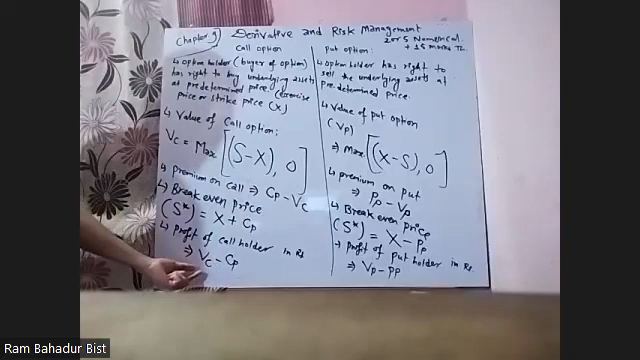 Chapter 9
Derivative and Risk Management
2 or 5 Numerical
+ 15 marks Th.
Call option
↳ option holder (buyer of option)
has right to buy underlying assets
at predetermined price. (exercise
price or strike price (X)
↳ Value of Call option:
Vc = Max [(S-X), 0]
↳ premium on call ⇒ Cp - Vc
↳ Break even price
(S*) = X + Cp
↳ Profit of call holder in Rs
⇒ Vc - Cp
Put option:
↳ option holder has right to
sell the underlying assets at
predetermined price.
↳ Value of put option
(Vp)
⇒ Max [(X-S), 0]
↳ premium on put
⇒ Pp - Vp
↳ Break even price
(S*) = X - Pp
↳ Profit of put holder in Rs.
⇒ Vp - Pp
Ram Bahadur Bist